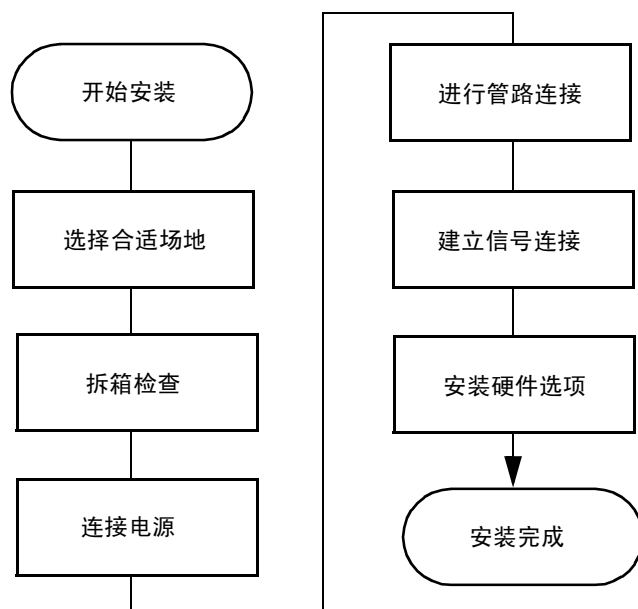 开始安装
选择合适场地
拆箱检查
连接电源
进行管路连接
建立信号连接
安装硬件选项
安装完成